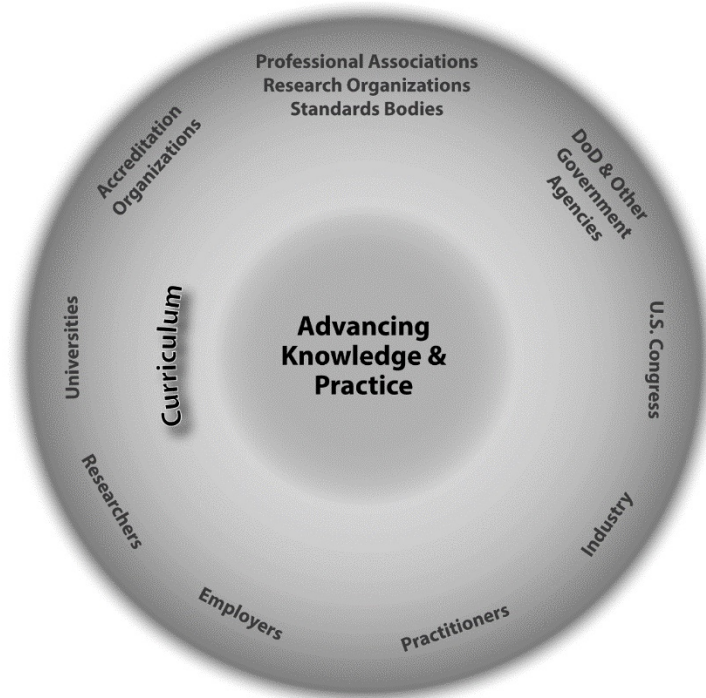 Professional Associations
Research Organizations
Standards Bodies
Accreditation
Organizations
DoD & Other
Government
Agencies
Universities
Curriculum
Advancing
Knowledge &
Practice
U.S. Congress
Researchers
Industry
Employers
Practitioners